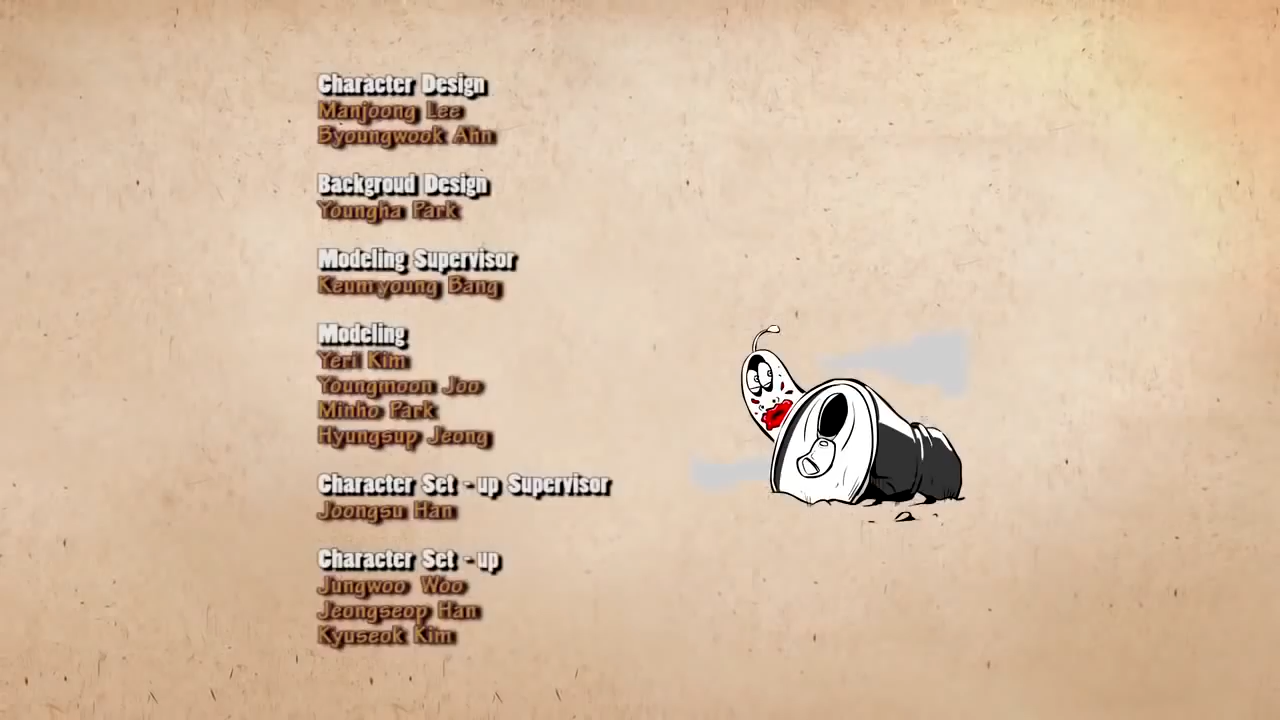 Character Design
Manjoong Lee
Byoungwook Ahn
Backgroud Design
Youngha Park
Modeling Supervisor
Keumyoung Bang
Modeling
Yeri Kim
Youngmoon Joo
Minho Park
Hyungsup Jeong
Character Set - up Supervisor
Joongsu Han
Character Set - up
Jungwoo Woo
Jeongseop Han
Kyuseok Kim